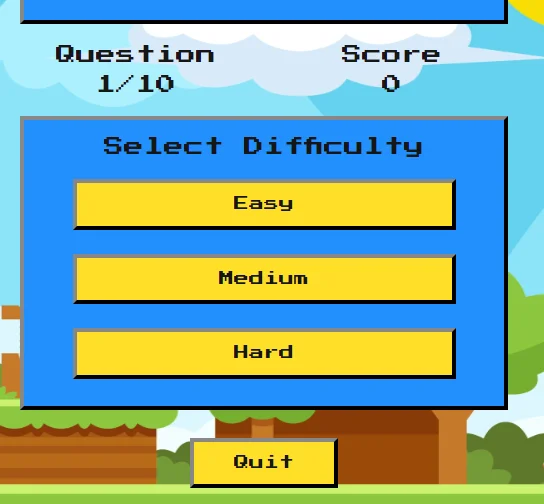 Question Score
1/10 0
Select Difficulty
Easy
Medium
Hard
Quit